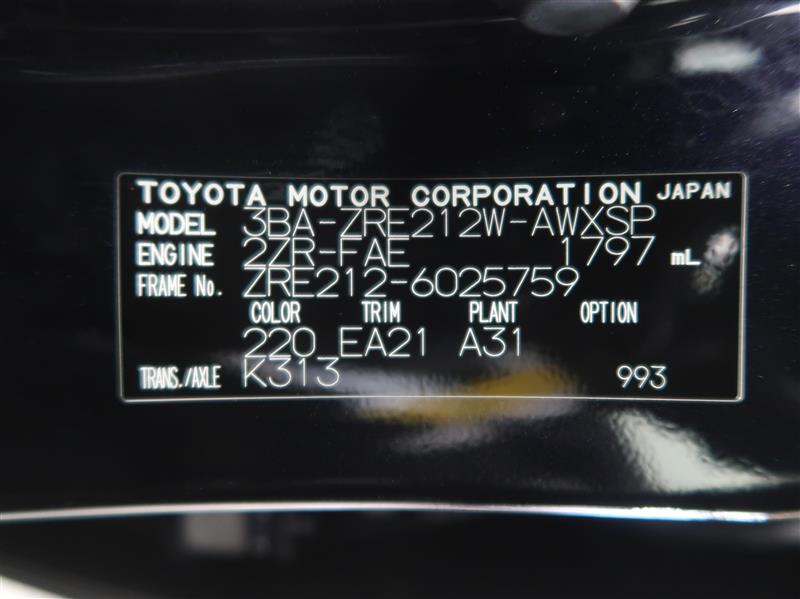 TOYOTA MOTOR CORPORATION JAPAN
MODEL 3BA-ZRE212W-AWXSP
ENGINE 2ZR-FAE 1797 mL
FRAME No. ZRE212-6025759
COLOR TRIM PLANT OPTION
220 EA21 A31
TRANS./AXLE K313 993